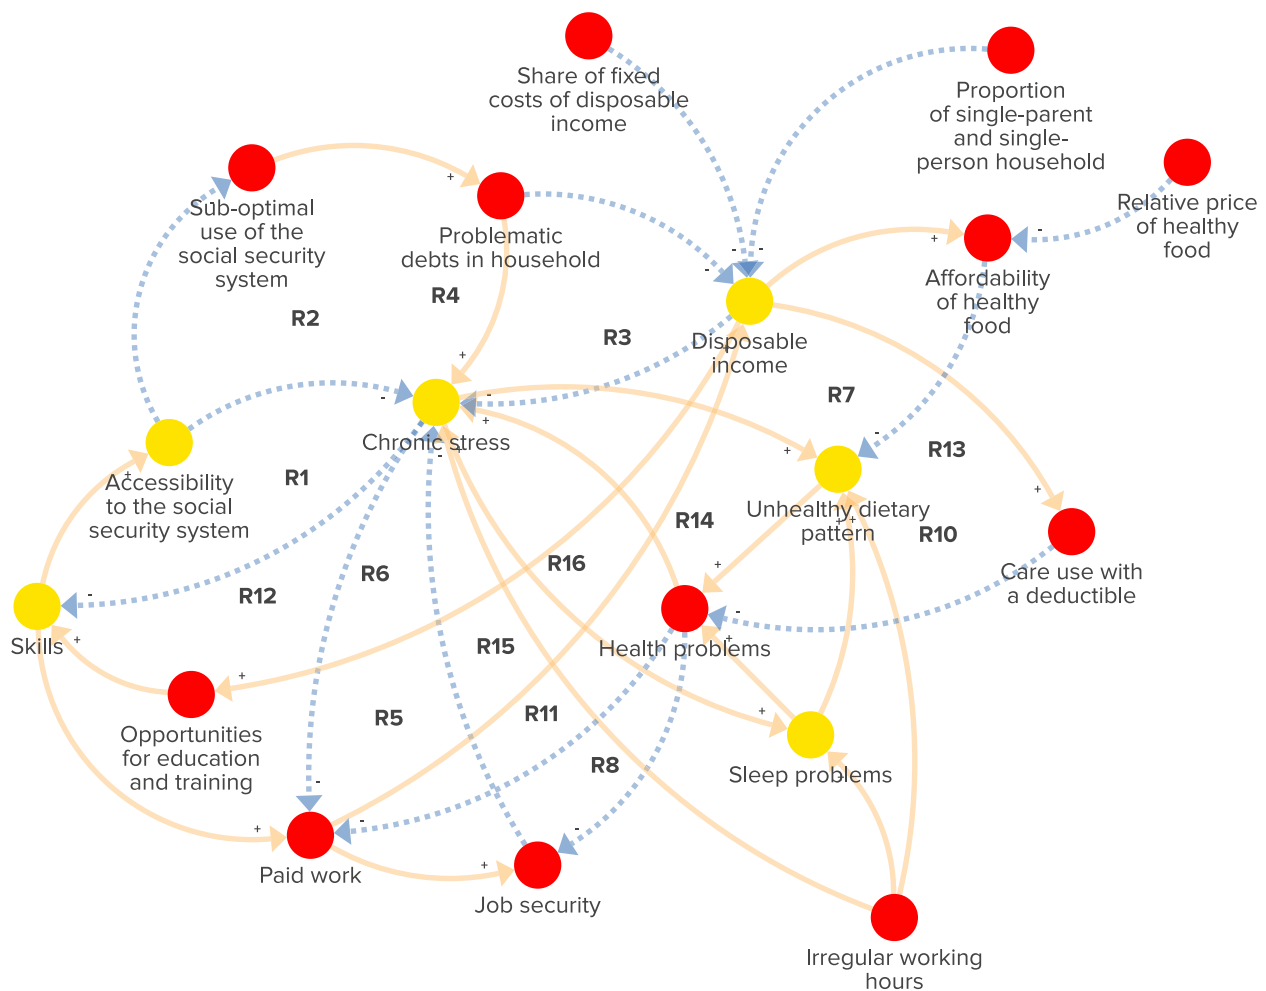 Share of fixed
costs of disposable
income
Proportion
of single-parent
and single-
person household
Relative price
of healthy
food
Sub-optimal
use of the
social security
system
Problematic
debts in household
Affordability
of healthy
food
R4
R2
R3
Disposable
income
R7
Chronic stress
R13
R1
Accessibility
to the social
security system
Unhealthy dietary
pattern
R14
R10
R16
R6
R12
Care use with
a deductible
Skills
Health problems
R15
R5
R11
Opportunities
for education
and training
R8
Sleep problems
Paid work
Job security
Irregular working
hours
+
+
-
-
-
+
-
+
-
-
+
+
-
-
+
+
+
+
+
+
-
-
+
+
+
+
-
-
-
+
+
+